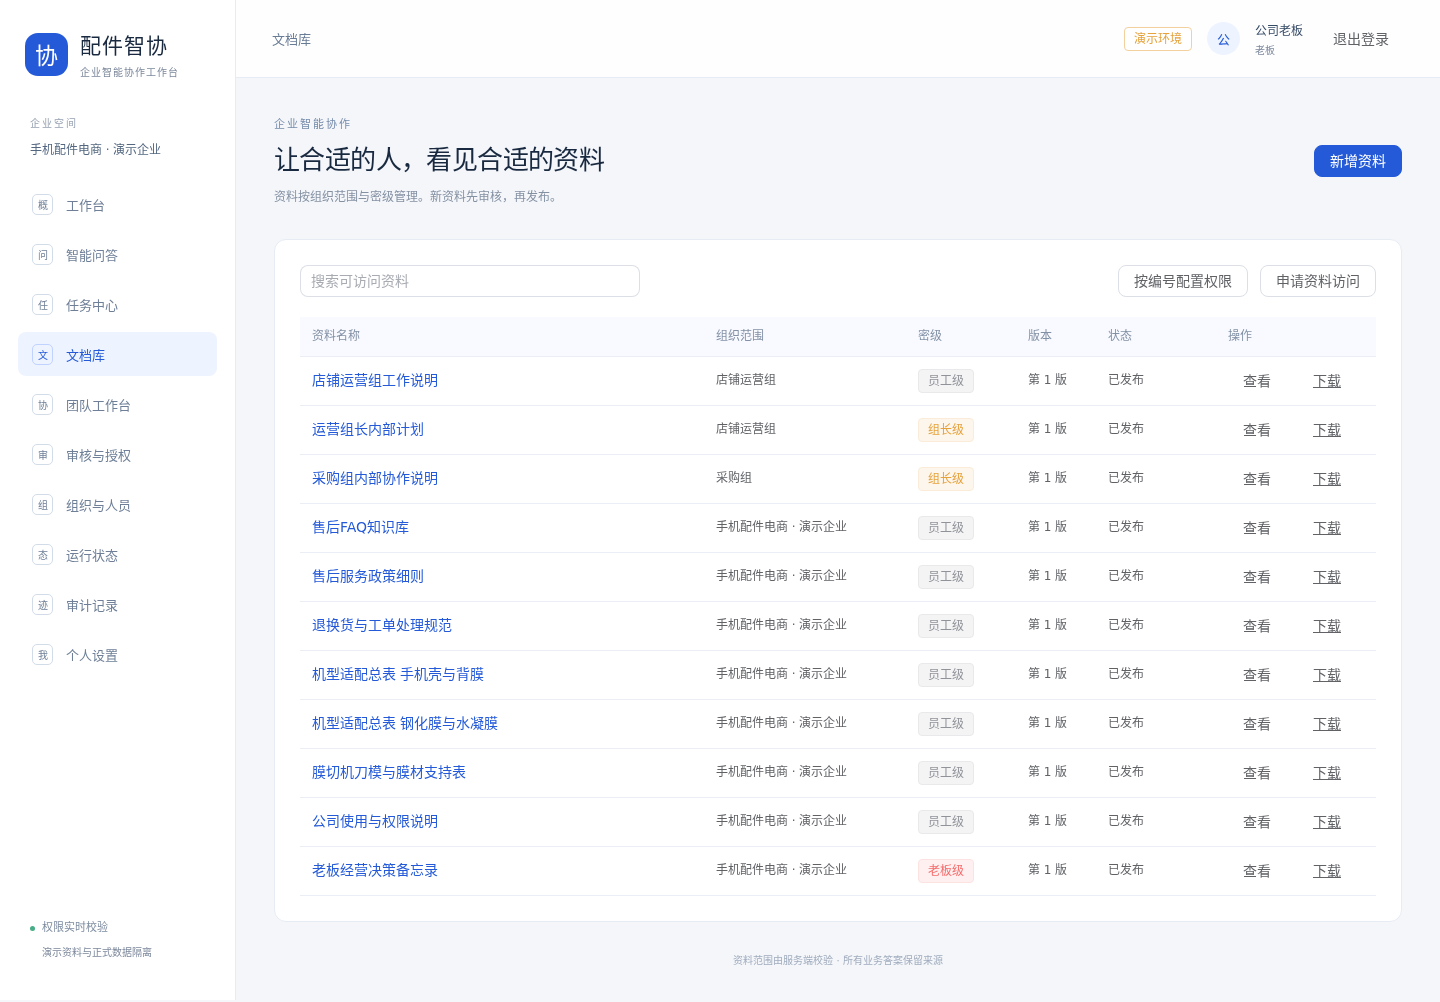 协
配件智协
企业智能协作工作台
企业空间
手机配件电商 · 演示企业
概 工作台
问 智能问答
任 任务中心
文 文档库
协 团队工作台
审 审核与授权
组 组织与人员
态 运行状态
迹 审计记录
我 个人设置
权限实时校验
演示资料与正式数据隔离
文档库
演示环境
公
公司老板
老板
退出登录
企业智能协作
让合适的人，看见合适的资料
资料按组织范围与密级管理。新资料先审核，再发布。
新增资料
搜索可访问资料
按编号配置权限
申请资料访问
资料名称 组织范围 密级 版本 状态 操作
店铺运营组工作说明 店铺运营组 员工级 第 1 版 已发布 查看 下载
运营组长内部计划 店铺运营组 组长级 第 1 版 已发布 查看 下载
采购组内部协作说明 采购组 组长级 第 1 版 已发布 查看 下载
售后FAQ知识库 手机配件电商 · 演示企业 员工级 第 1 版 已发布 查看 下载
售后服务政策细则 手机配件电商 · 演示企业 员工级 第 1 版 已发布 查看 下载
退换货与工单处理规范 手机配件电商 · 演示企业 员工级 第 1 版 已发布 查看 下载
机型适配总表 手机壳与背膜 手机配件电商 · 演示企业 员工级 第 1 版 已发布 查看 下载
机型适配总表 钢化膜与水凝膜 手机配件电商 · 演示企业 员工级 第 1 版 已发布 查看 下载
膜切机刀模与膜材支持表 手机配件电商 · 演示企业 员工级 第 1 版 已发布 查看 下载
公司使用与权限说明 手机配件电商 · 演示企业 员工级 第 1 版 已发布 查看 下载
老板经营决策备忘录 手机配件电商 · 演示企业 老板级 第 1 版 已发布 查看 下载
资料范围由服务端校验 · 所有业务答案保留来源